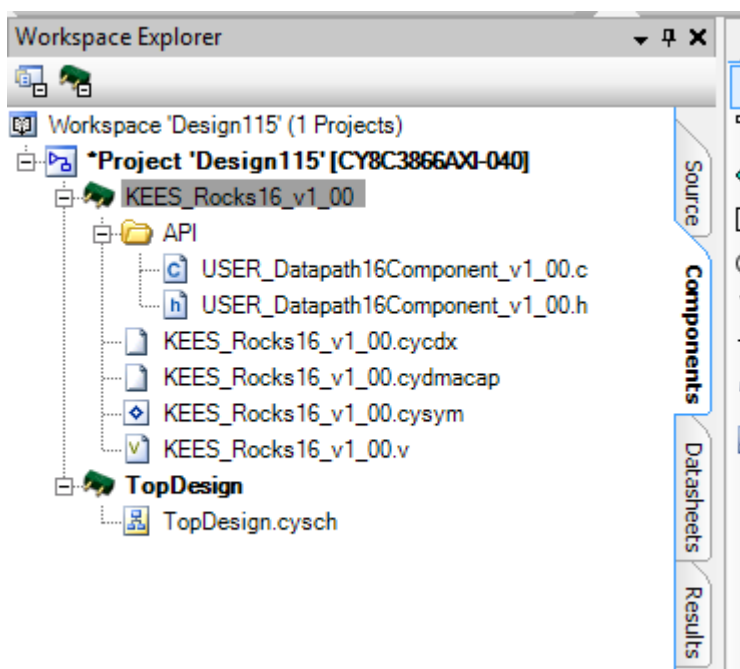 Workspace Explorer
Workspace 'Design115' (1 Projects)
*Project 'Design115' [CY8C3866AXI-040]
KEES_Rocks16_v1_00
API
USER_Datapath16Component_v1_00.c
USER_Datapath16Component_v1_00.h
KEES_Rocks16_v1_00.cycdx
KEES_Rocks16_v1_00.cydmacap
KEES_Rocks16_v1_00.cysym
KEES_Rocks16_v1_00.v
TopDesign
TopDesign.cysch
Source
Components
Datasheets
Results